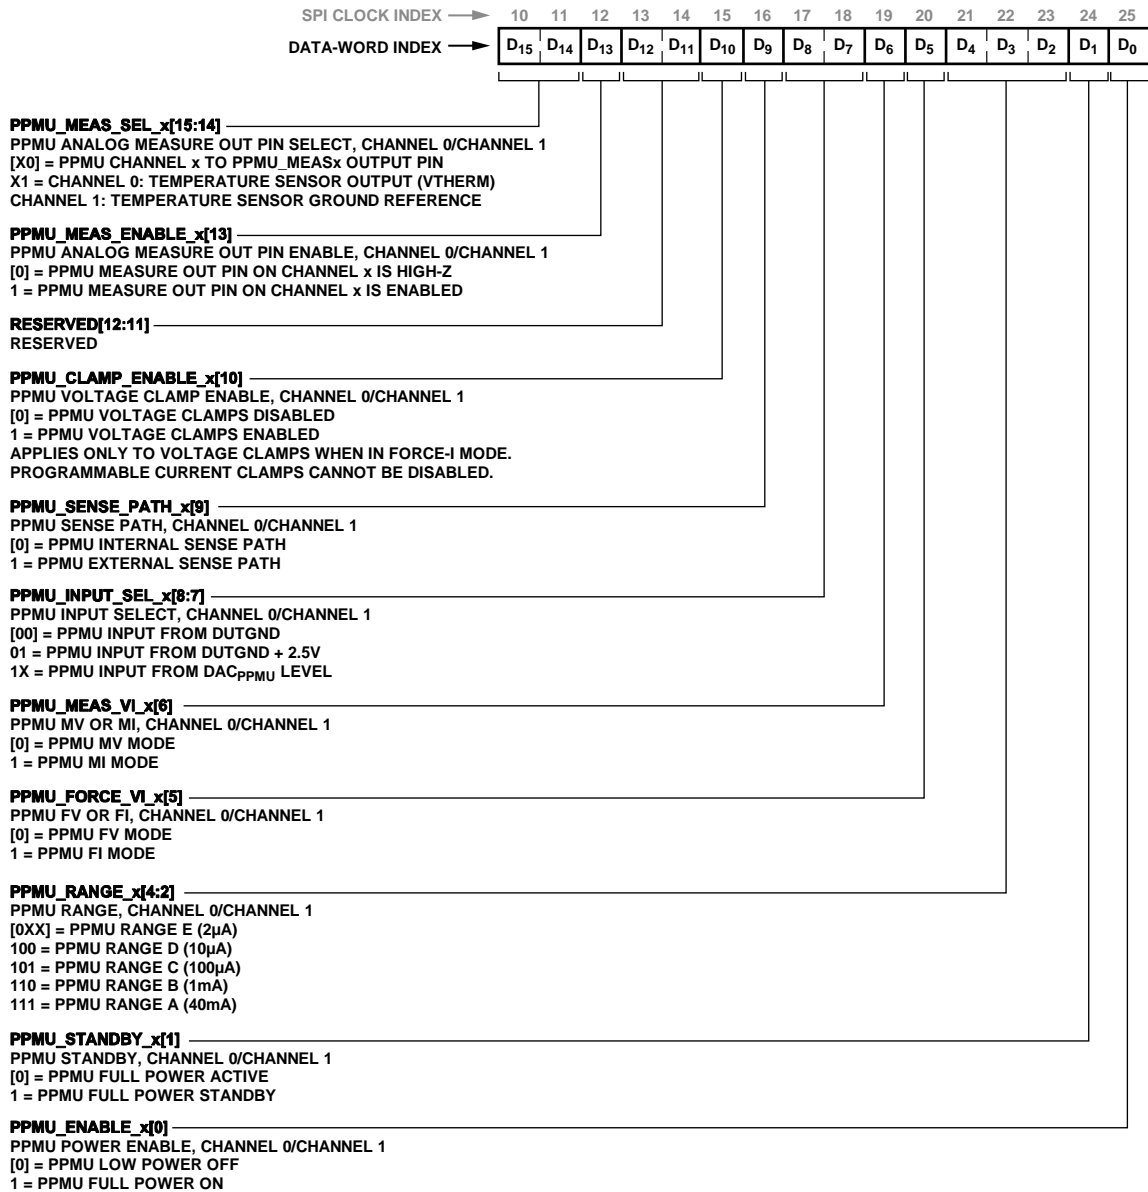 SPI CLOCK INDEX 10 11 12 13 14 15 16 17 18 19 20 21 22 23 24 25
DATA-WORD INDEX D15 D14 D13 D12 D11 D10 D9 D8 D7 D6 D5 D4 D3 D2 D1 D0
PPMU_MEAS_SEL_x[15:14]
PPMU ANALOG MEASURE OUT PIN SELECT, CHANNEL 0/CHANNEL 1
[X0] = PPMU CHANNEL x TO PPMU_MEASx OUTPUT PIN
X1 = CHANNEL 0: TEMPERATURE SENSOR OUTPUT (VTHERM)
CHANNEL 1: TEMPERATURE SENSOR GROUND REFERENCE
PPMU_MEAS_ENABLE_x[13]
PPMU ANALOG MEASURE OUT PIN ENABLE, CHANNEL 0/CHANNEL 1
[0] = PPMU MEASURE OUT PIN ON CHANNEL x IS HIGH-Z
1 = PPMU MEASURE OUT PIN ON CHANNEL x IS ENABLED
RESERVED[12:11]
RESERVED
PPMU_CLAMP_ENABLE_x[10]
PPMU VOLTAGE CLAMP ENABLE, CHANNEL 0/CHANNEL 1
[0] = PPMU VOLTAGE CLAMPS DISABLED
1 = PPMU VOLTAGE CLAMPS ENABLED
APPLIES ONLY TO VOLTAGE CLAMPS WHEN IN FORCE-I MODE.
PROGRAMMABLE CURRENT CLAMPS CANNOT BE DISABLED.
PPMU_SENSE_PATH_x[9]
PPMU SENSE PATH, CHANNEL 0/CHANNEL 1
[0] = PPMU INTERNAL SENSE PATH
1 = PPMU EXTERNAL SENSE PATH
PPMU_INPUT_SEL_x[8:7]
PPMU INPUT SELECT, CHANNEL 0/CHANNEL 1
[00] = PPMU INPUT FROM DUTGND
01 = PPMU INPUT FROM DUTGND + 2.5V
1X = PPMU INPUT FROM DACPPMU LEVEL
PPMU_MEAS_VI_x[6]
PPMU MV OR MI, CHANNEL 0/CHANNEL 1
[0] = PPMU MV MODE
1 = PPMU MI MODE
PPMU_FORCE_VI_x[5]
PPMU FV OR FI, CHANNEL 0/CHANNEL 1
[0] = PPMU FV MODE
1 = PPMU FI MODE
PPMU_RANGE_x[4:2]
PPMU RANGE, CHANNEL 0/CHANNEL 1
[0XX] = PPMU RANGE E (2µA)
100 = PPMU RANGE D (10µA)
101 = PPMU RANGE C (100µA)
110 = PPMU RANGE B (1mA)
111 = PPMU RANGE A (40mA)
PPMU_STANDBY_x[1]
PPMU STANDBY, CHANNEL 0/CHANNEL 1
[0] = PPMU FULL POWER ACTIVE
1 = PPMU FULL POWER STANDBY
PPMU_ENABLE_x[0]
PPMU POWER ENABLE, CHANNEL 0/CHANNEL 1
[0] = PPMU LOW POWER OFF
1 = PPMU FULL POWER ON